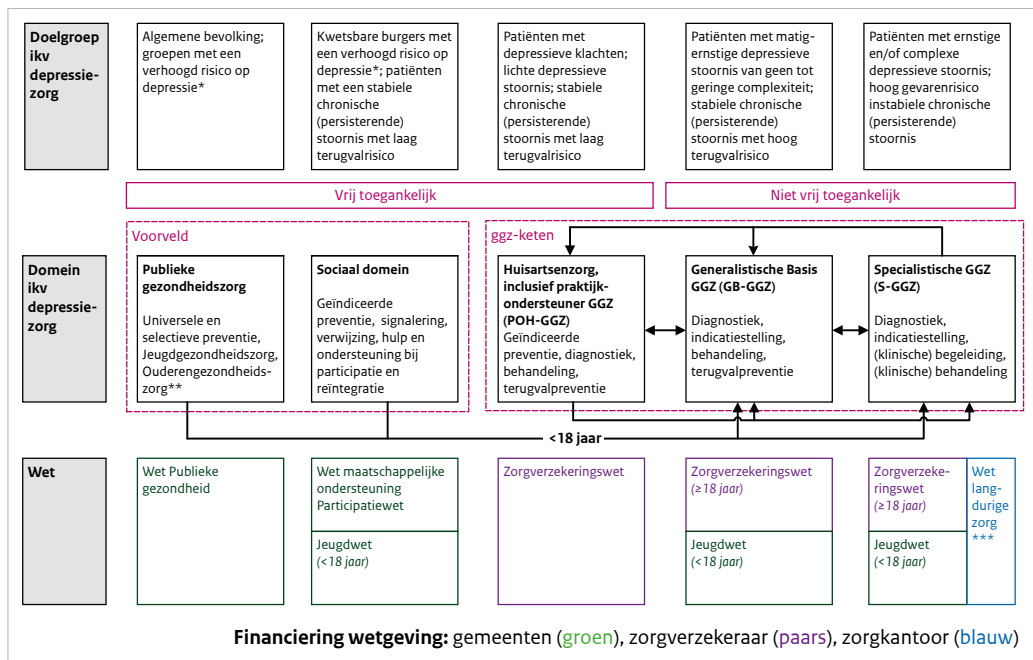 Doelgroep
ikv
depressie-
zorg
Algemene bevolking;
groepen met een
verhoogd risico op
depressie*
Kwetsbare burgers met
een verhoogd risico op
depressie*; patiënten
met een stabiele
chronische
(persisterende)
stoornis met laag
terugvalrisico
Patiënten met
depressieve klachten;
lichte depressieve
stoornis; stabiele
chronische
(persisterende)
stoornis met laag
terugvalrisico
Patiënten met matig-
ernstige depressieve
stoornis van geen tot
geringe complexiteit;
stabiele chronische
(persisterende)
stoornis met hoog
terugvalrisico
Patiënten met ernstige
en/of complexe
depressieve stoornis;
hoog gevarenrisico
instabiele chronische
(persisterende)
stoornis
Vrij toegankelijk
Niet vrij toegankelijk
Voorveld
ggz-keten
Domein
ikv
depressie-
zorg
Publieke
gezondheidszorg
Universele en
selectieve preventie,
Jeugdgezondheidszorg,
Ouderengezondheids-
zorg**
Sociaal domein
Geïndiceerde
preventie, signalering,
verwijzing, hulp en
ondersteuning bij
participatie en
reïntegratie
Huisartsenzorg,
inclusief praktijk-
ondersteuner GGZ
(POH-GGZ)
Geïndiceerde
preventie, diagnostiek,
behandeling,
terugvalpreventie
Generalistische Basis
GGZ (GB-GGZ)
Diagnostiek,
indicatiestelling,
behandeling,
terugvalpreventie
Specialistische GGZ
(S-GGZ)
Diagnostiek,
indicatiestelling,
(klinische) begeleiding,
(klinische) behandeling
<18 jaar
Wet
Wet Publieke
gezondheid
Wet maatschappelijke
ondersteuning
Participatiewet
Jeugdwet
(<18 jaar)
Zorgverzekeringswet
Zorgverzekeringswet
(≥18 jaar)
Jeugdwet
(<18 jaar)
Zorgverzeke-
ringswet
(≥18 jaar)
Jeugdwet
(<18 jaar)
Wet
lang-
durige
zorg
***
Financiering wetgeving: gemeenten (groen), zorgverzekeraar (paars), zorgkantoor (blauw)